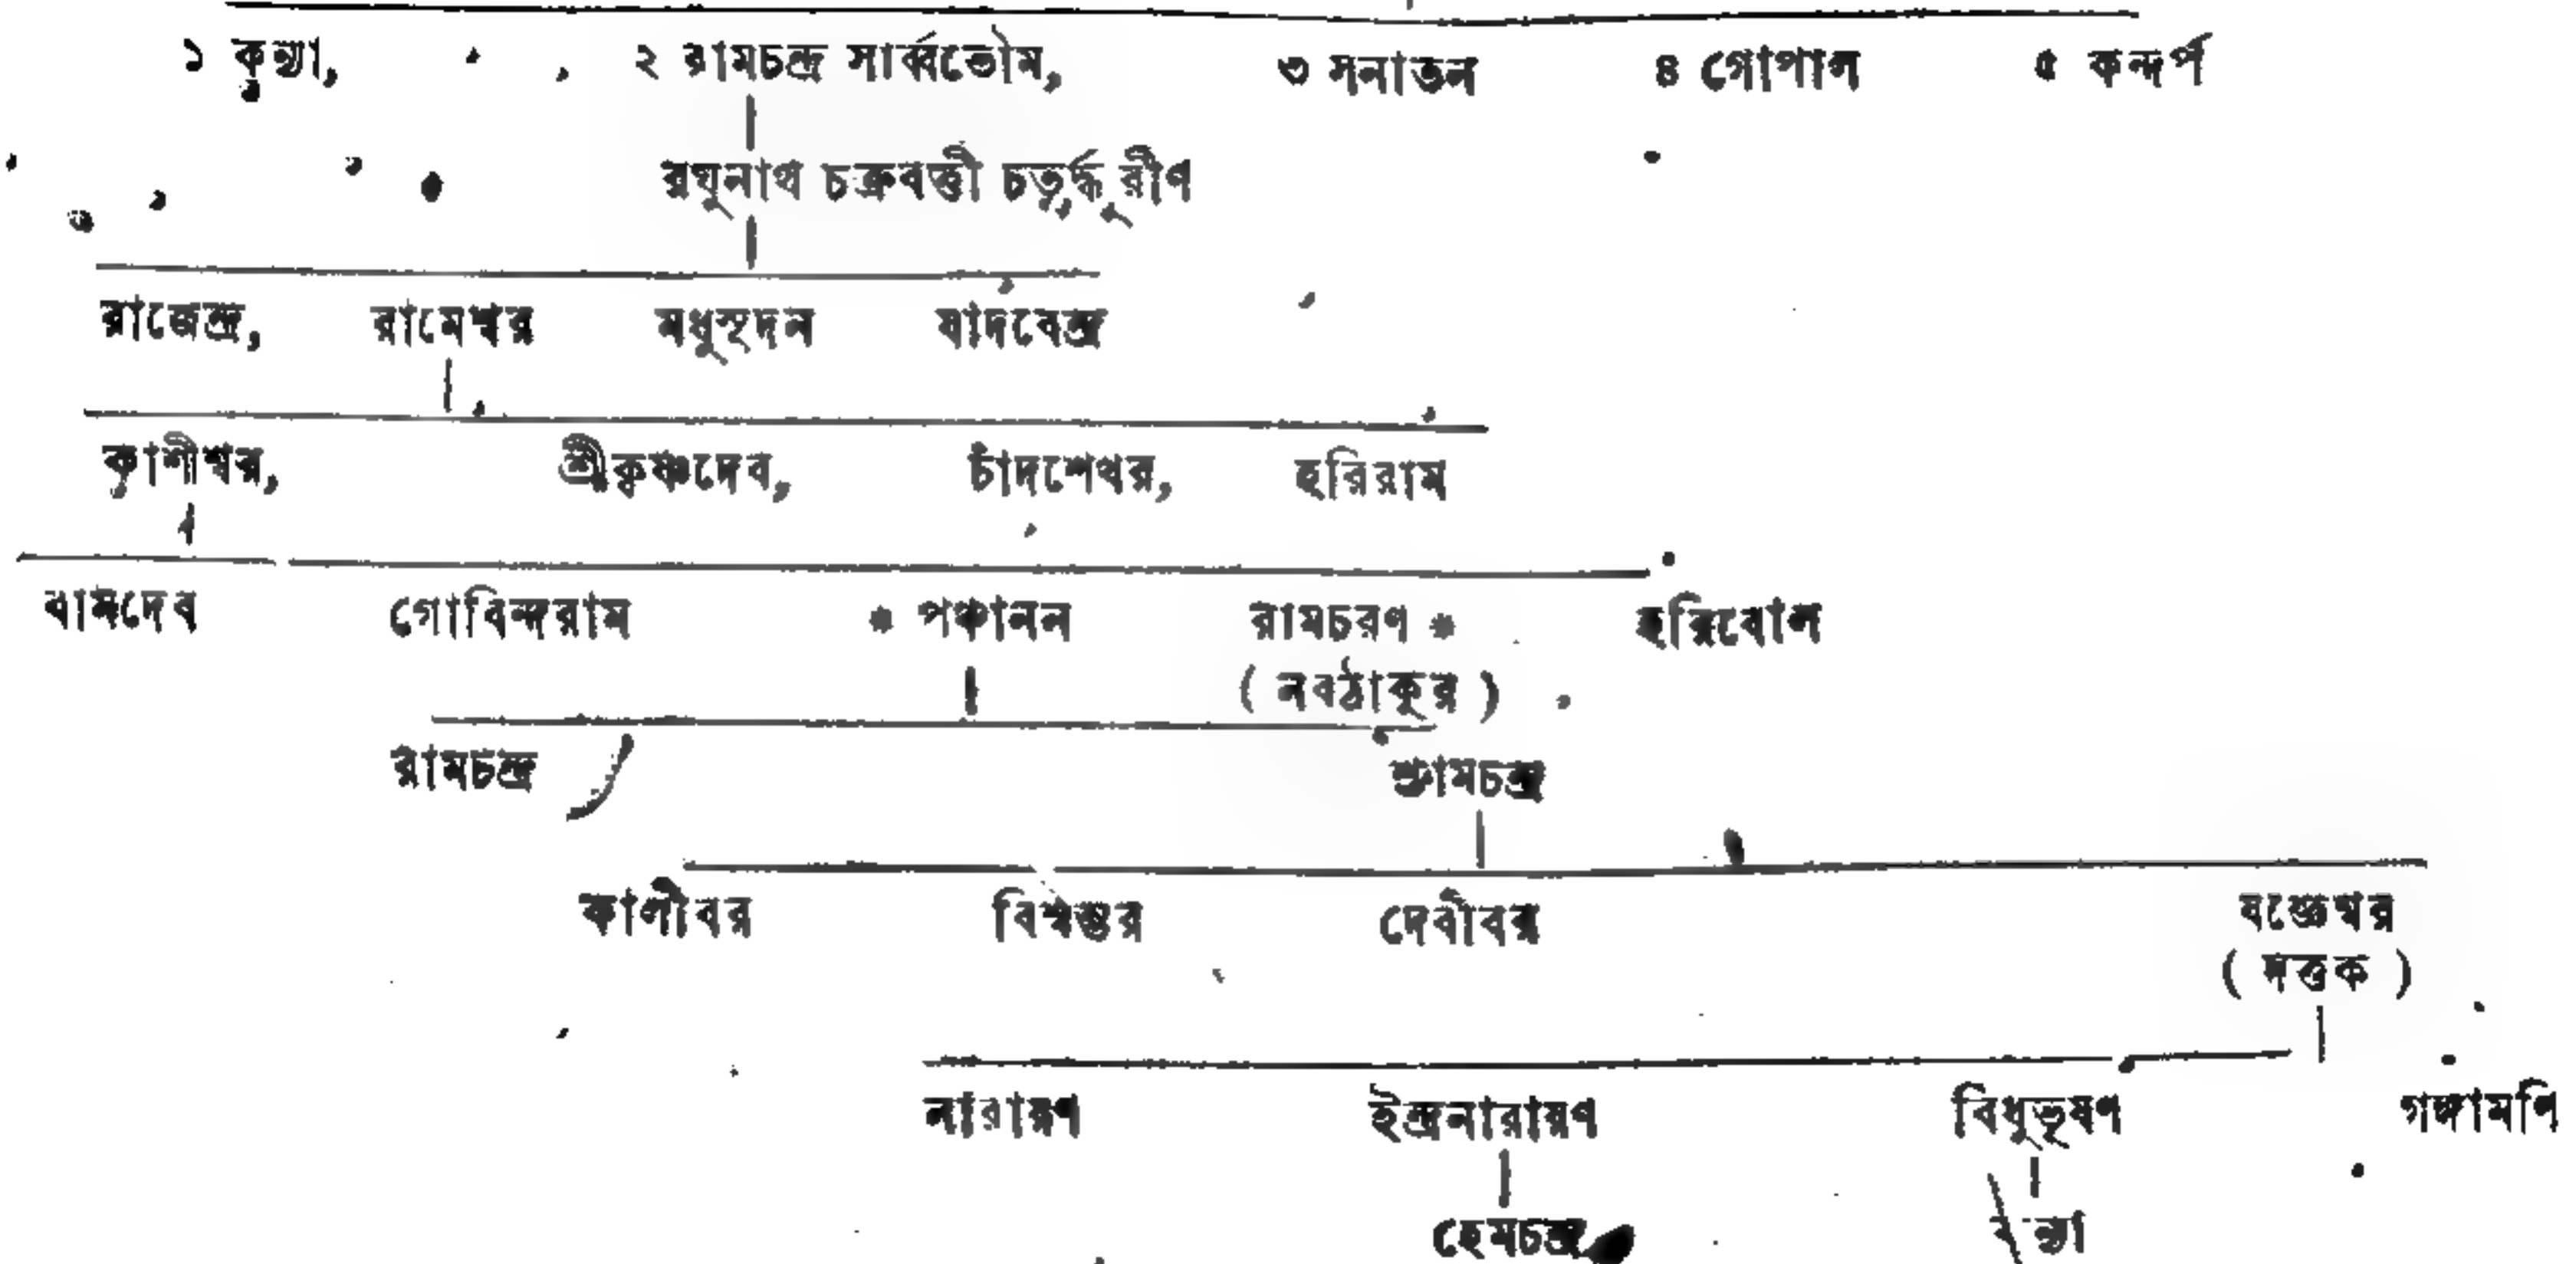 ১ কন্যা, ২ রামচন্দ্র সার্ব্বভৌম, ৩ সনাতন ৪ গোপাল ৫ কন্দর্প
রঘুনাথ চক্রবর্ত্তী চতুর্দ্ধুরীণ
রাজেন্দ্র, রামেশ্বর মধুসূদন যাদবেন্দ্র
কাশীশ্বর, শ্রীকৃষ্ণদেব, চাঁদশেখর, হরিরাম
বামদেব গোবিন্দরাম * পঞ্চানন রামচরণ * হরিবোল
( নবঠাকুর )
রামচন্দ্র শ্যামচন্দ্র
কালীবর বিশ্বম্ভর দেবীবর যজ্ঞেশ্বর
( দত্তক )
নারায়ণ ইন্দ্রনারায়ণ বিধুভূষণ গঙ্গামণি
হেমচন্দ্র কন্যা